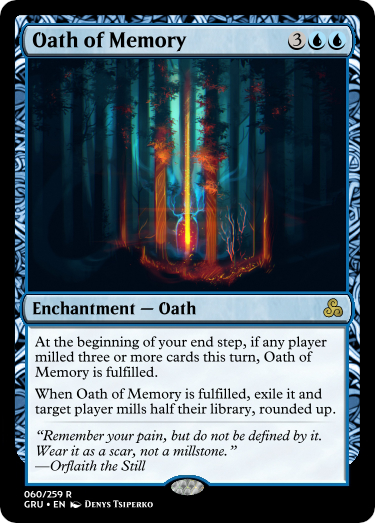 Oath of Memory 3
Enchantment — Oath
At the beginning of your end step, if any player
milled three or more cards this turn, Oath of
Memory is fulfilled.
When Oath of Memory is fulfilled, exile it and
target player mills half their library, rounded up.
“Remember your pain, but do not be defined by it.
Wear it as a scar, not a millstone.”
—Orflaith the Still
060/259 R
GRU • EN Denys Tsiperko